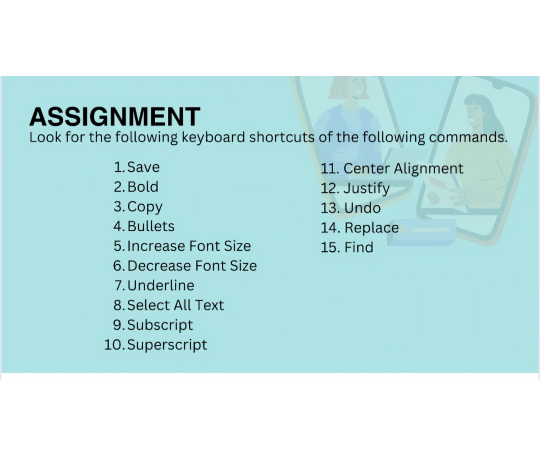 ASSIGNMENT
Look for the following keyboard shortcuts of the following commands.
1. Save
2. Bold
3. Copy
4. Bullets
5. Increase Font Size
6. Decrease Font Size
7. Underline
8. Select All Text
9. Subscript
10. Superscript
11. Center Alignment
12. Justify
13. Undo
14. Replace
15. Find